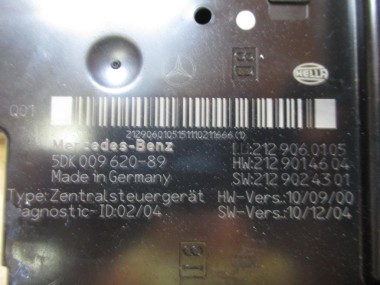 HELLA
Q01
2129060105151110211666(1)
Mercedes-Benz LU:212 906 01 05
5DK 009 620-89 HW:212 901 46 04
Made in Germany SW:212 902 43 01
Type: Zentralsteuergerät HW-Vers: 10/09/00
agnostic-ID:02/04 SW-Vers: 10/12/04